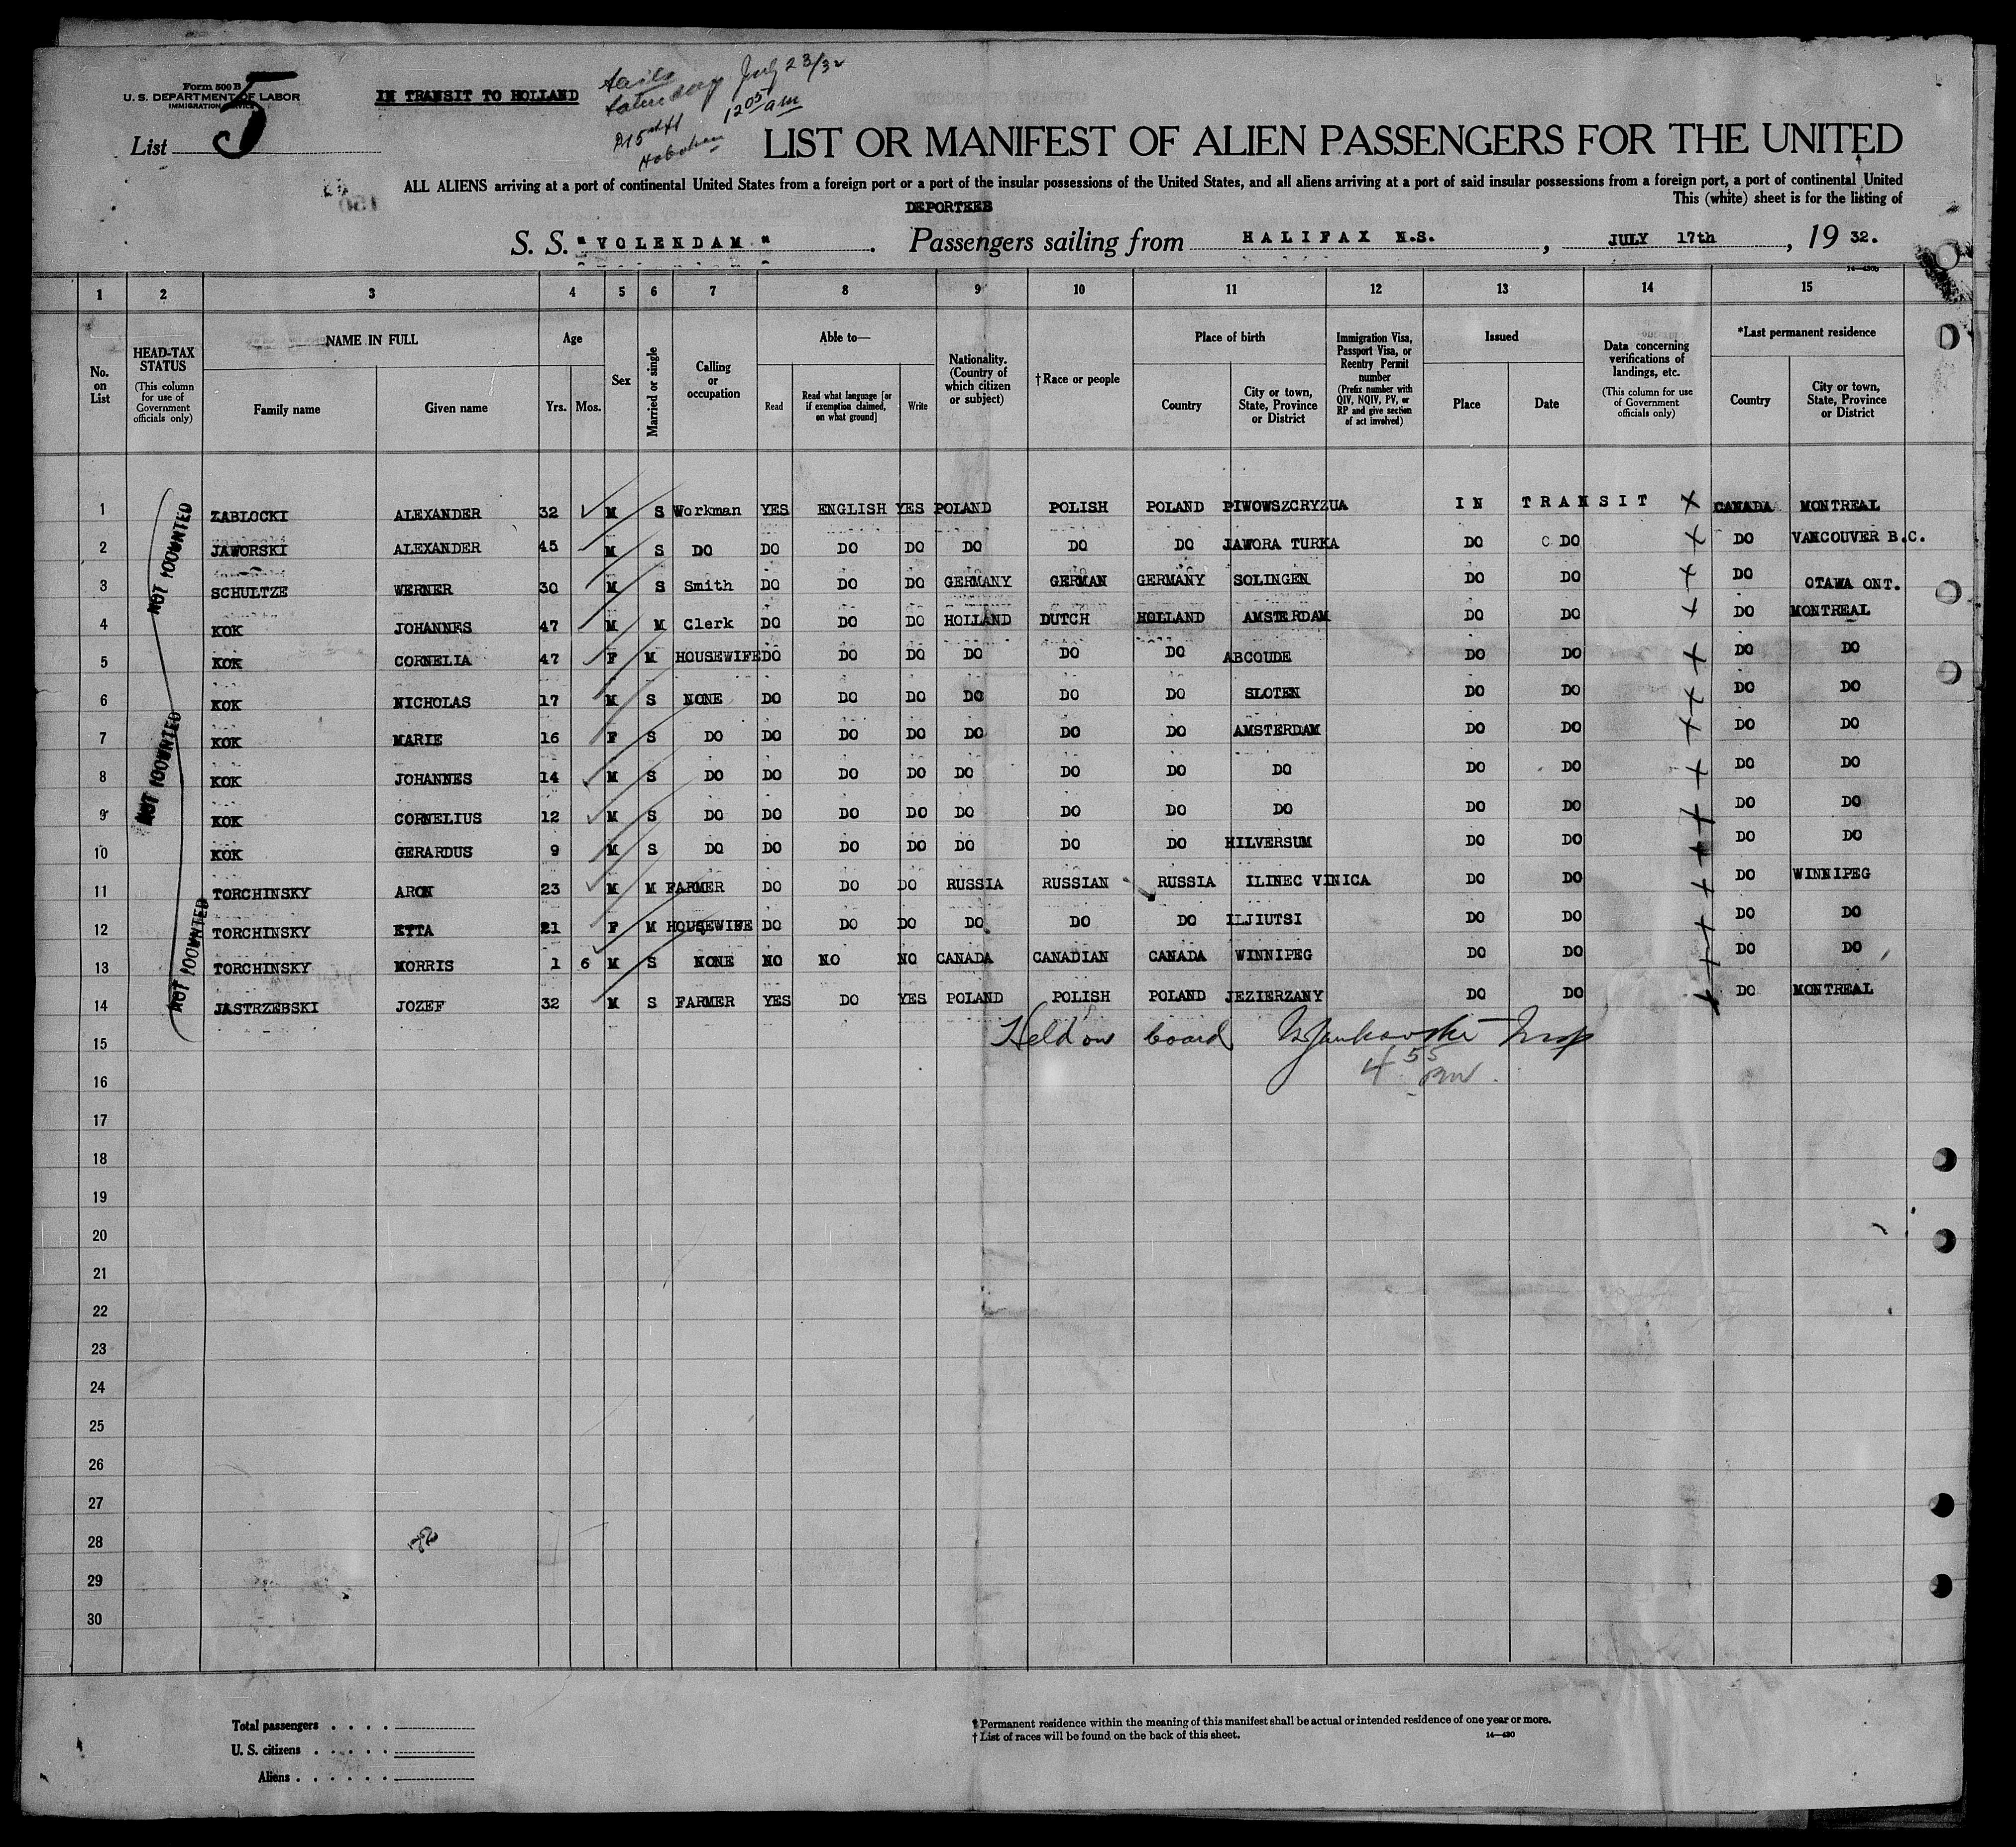 Form 500 B
U. S. DEPARTMENT OF LABOR
IMMIGRATION SERVICE
List 5
IN TRANSIT TO HOLLAND
Sails
Saturday July 23/32
12 05 am
Hoboken
LIST OR MANIFEST OF ALIEN PASSENGERS FOR THE UNITED
ALL ALIENS arriving at a port of continental United States from a foreign port or a port of the insular possessions of the United States, and all aliens arriving at a port of said insular possessions from a foreign port, a port of continental United
This (white) sheet is for the listing of
DEPORTEES
S. S. "VOLENDAM" . Passengers sailing from HALIFAX N.S. , JULY 17th , 19 32.
14—430b
1 2 3 4 5 6 7 8 9 10 11 12 13 14 15
No. on List
HEAD-TAX STATUS (This column for use of Government officials only)
NAME IN FULL Family name Given name
Age Yrs. Mos.
Sex
Married or single
Calling or occupation
Able to— Read Read what language [or if exemption claimed, on what ground] Write
Nationality. (Country of which citizen or subject)
†Race or people
Place of birth Country City or town, State, Province or District
Immigration Visa, Passport Visa, or Reentry Permit number (Prefix number with QIV, NQIV, PV, or RP and give section of act involved)
Issued Place Date
Data concerning verifications of landings, etc. (This column for use of Government officials only)
*Last permanent residence Country City or town, State, Province or District
1 ZABLOCKI ALEXANDER 32 M S Workman YES ENGLISH YES POLAND POLISH POLAND PIWOWSZCRYZUA IN TRANSIT X CANADA MONTREAL
2 JAWORSKI ALEXANDER 45 M S DO DO DO DO DO DO DO JAWORA TURKA DO DO X DO VANCOUVER B.C.
3 SCHULTZE WERNER 30 M S Smith DO DO DO GERMANY GERMAN GERMANY SOLINGEN DO DO X DO OTAWA ONT.
4 KOK JOHANNES 47 M M Clerk DO DO DO HOLLAND DUTCH HOLLAND AMSTERDAM DO DO X DO MONTREAL
5 KOK CORNELIA 47 F M HOUSEWIFE DO DO DO DO DO DO ABCOUDE DO DO X DO DO
6 KOK NICHOLAS 17 M S NONE DO DO DO DO DO DO SLOTEN DO DO X DO DO
7 KOK MARIE 16 F S DO DO DO DO DO DO DO AMSTERDAM DO DO X DO DO
8 KOK JOHANNES 14 M S DO DO DO DO DO DO DO DO DO DO X DO DO
9 KOK CORNELIUS 12 M S DO DO DO DO DO DO DO DO DO DO X DO DO
10 KOK GERARDUS 9 M S DO DO DO DO DO DO DO HILVERSUM DO DO X DO DO
11 TORCHINSKY ARON 23 M M FARMER DO DO DO RUSSIA RUSSIAN RUSSIA ILINEC VINICA DO DO X DO WINNIPEG
12 TORCHINSKY ETTA 21 F M HOUSEWIFE DO DO DO DO DO DO ILJIUTSI DO DO X DO DO
13 TORCHINSKY MORRIS 1 6 M S NONE NO NO NO CANADA CANADIAN CANADA WINNIPEG DO DO X DO DO
14 JASTRZEBSKI JOZEF 32 M S FARMER YES DO YES POLAND POLISH POLAND JEZIERZANY DO DO X DO MONTREAL
NOT COUNTED
NOT COUNTED
NOT COUNTED
15 Held on board
16 4 55 PM
17
18
19
20
21
22
23
24
25
26
27
28
29
30
Total passengers . . . .
U. S. citizens . . . . .
Aliens . . . . . .
* Permanent residence within the meaning of this manifest shall be actual or intended residence of one year or more.
† List of races will be found on the back of this sheet.
14—430